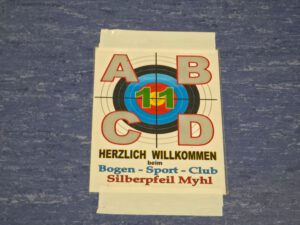 A B
11
C D
HERZLICH WILLKOMMEN
beim
Bogen - Sport - Club
Silberpfeil Myhl